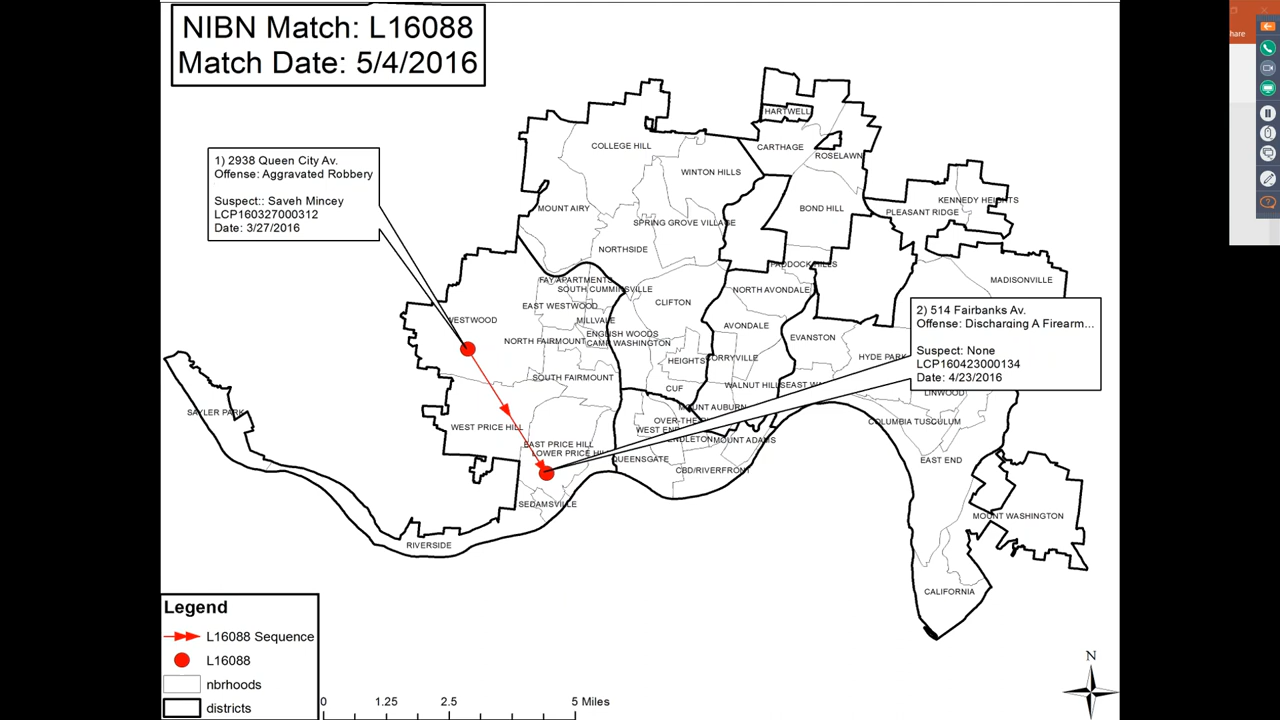 NIBN Match: L16088
Match Date: 5/4/2016
hare
1) 2938 Queen City Av.
Offense: Aggravated Robbery
Suspect:: Saveh Mincey
LCP160327000312
Date: 3/27/2016
2) 514 Fairbanks Av.
Offense: Discharging A Firearm...
Suspect: None
LCP160423000134
Date: 4/23/2016
HARTWELL
COLLEGE HILL
CARTHAGE
ROSELAWN
WINTON HILLS
KENNEDY HEIGHTS
MOUNT AIRY
BOND HILL
PLEASANT RIDGE
SPRING GROVE VILLAGE
NORTHSIDE
PADDOCK HILLS
FAY APARTMENTS
MADISONVILLE
SOUTH CUMMINSVILLE
NORTH AVONDALE
EAST WESTWOOD
CLIFTON
WESTWOOD
MILLVALE
AVONDALE
ENGLISH WOODS
NORTH FAIRMOUNT
CAMP WASHINGTON
EVANSTON
HEIGHTS
CORRYVILLE
HYDE PARK
SOUTH FAIRMOUNT
CUF
WALNUT HILLS
EAST WA
LINWOOD
SAYLER PARK
MOUNT AUBURN
WEST PRICE HILL
OVER-THE-R
COLUMBIA TUSCULUM
WEST END
EAST PRICE HILL
ENDLETON
MOUNT ADAMS
LOWER PRICE HILL
QUEENSGATE
EAST END
CBD/RIVERFRONT
SEDAMSVILLE
MOUNT WASHINGTON
RIVERSIDE
CALIFORNIA
Legend
L16088 Sequence
L16088
nbrhoods
districts
0 1.25 2.5 5 Miles
N